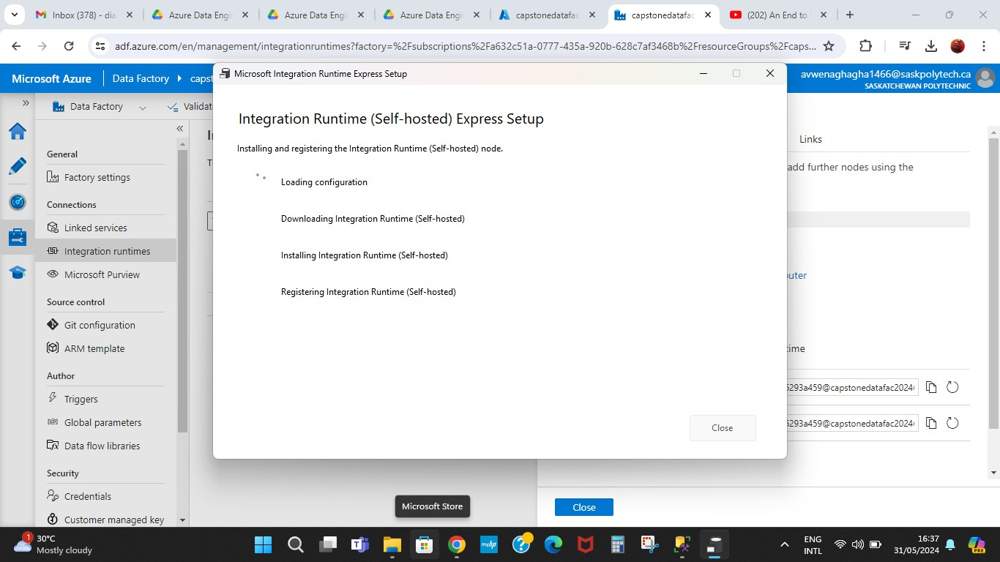 Inbox (378) - dia
Azure Data Engi
Azure Data Engi
Azure Data Engi
capstonedatafac
capstonedatafac
(202) An End to
adf.azure.com/en/management/integrationruntimes?factory=%2Fsubscriptions%2Fa632c51a-0777-435a-920b-628c7af3468b%2FresourceGroups%2Fcaps...
Microsoft Azure
Data Factory
capst
avwenaghagha1466@saskpolytech.ca
SASKATCHEWAN POLYTECHNIC
Microsoft Integration Runtime Express Setup
Integration Runtime (Self-hosted) Express Setup
Installing and registering the Integration Runtime (Self-hosted) node.
Loading configuration
Downloading Integration Runtime (Self-hosted)
Installing Integration Runtime (Self-hosted)
Registering Integration Runtime (Self-hosted)
Close
Data Factory
Validat
General
Factory settings
Connections
Linked services
Integration runtimes
Microsoft Purview
Source control
Git configuration
ARM template
Author
Triggers
Global parameters
Data flow libraries
Security
Credentials
Customer managed key
Links
add further nodes using the
uter
ime
293a459@capstonedatafac2024
293a459@capstonedatafac2024
Close
Microsoft Store
1
30°C
Mostly cloudy
myhp
ENG
INTL
16:37
31/05/2024
PRE